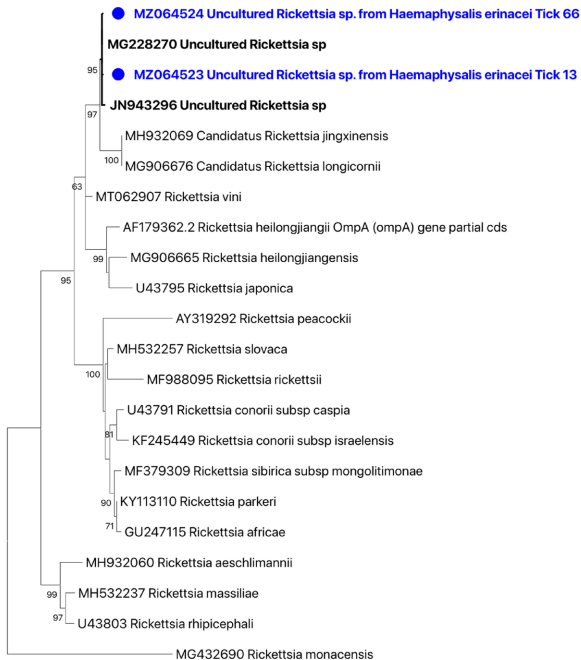 MZ064524 Uncultured Rickettsia sp. from Haemaphysalis erinacei Tick 66
MG228270 Uncultured Rickettsia sp
95
MZ064523 Uncultured Rickettsia sp. from Haemaphysalis erinacei Tick 13
JN943296 Uncultured Rickettsia sp
97
MH932069 Candidatus Rickettsia jingxinensis
100
MG906676 Candidatus Rickettsia longicornii
63
MT062907 Rickettsia vini
AF179362.2 Rickettsia heilongjiangii OmpA (ompA) gene partial cds
99
MG906665 Rickettsia heilongjiangensis
95
U43795 Rickettsia japonica
AY319292 Rickettsia peacockii
MH532257 Rickettsia slovaca
100
MF988095 Rickettsia rickettsii
U43791 Rickettsia conorii subsp caspia
81
KF245449 Rickettsia conorii subsp israelensis
MF379309 Rickettsia sibirica subsp mongolitimonae
90
KY113110 Rickettsia parkeri
71
GU247115 Rickettsia africae
MH932060 Rickettsia aeschlimannii
99
MH532237 Rickettsia massiliae
97
U43803 Rickettsia rhipicephali
MG432690 Rickettsia monacensis